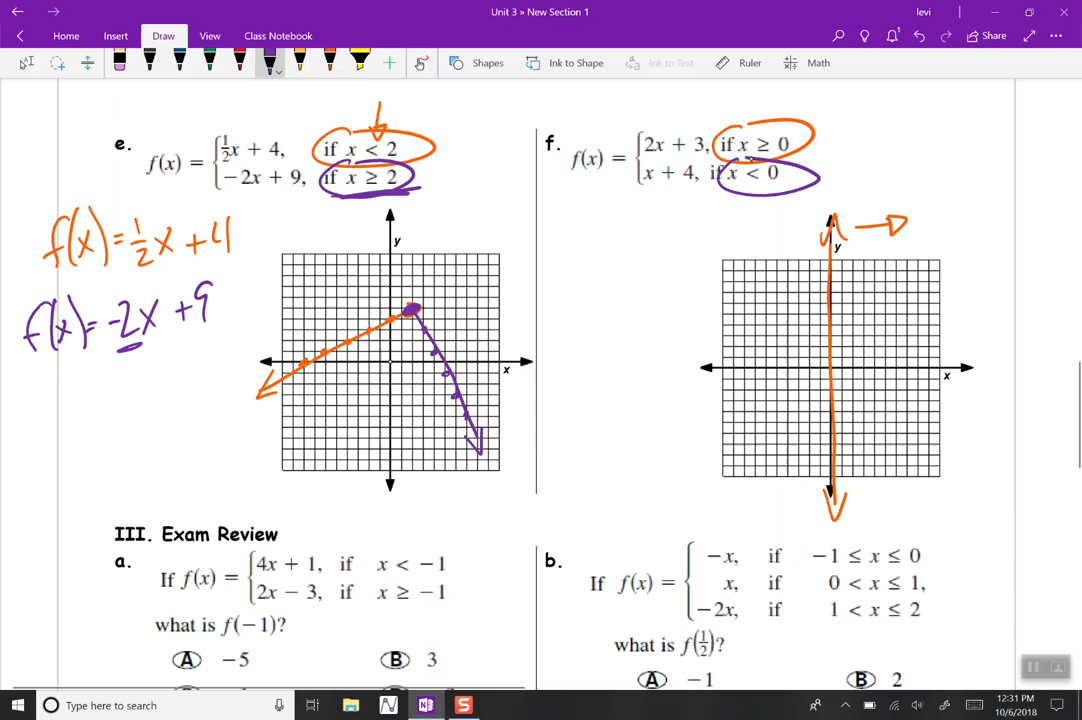 Unit 3 » New Section 1
levi
Home Insert Draw View Class Notebook
Share
Shapes Ink to Shape Ink to Text Ruler Math
e. f(x) = { 1/2x + 4, if x < 2
−2x + 9, if x ≥ 2
f. f(x) = { 2x + 3, if x ≥ 0
x + 4, if x < 0
f(x)=1/2x+4
f(x)=-2x+9
y
x
y
x
III. Exam Review
a. If f(x) = { 4x + 1, if x < −1
2x − 3, if x ≥ −1
what is f(−1)?
A −5 B 3
b. If f(x) = { −x, if −1 ≤ x ≤ 0
x, if 0 < x ≤ 1,
−2x, if 1 < x ≤ 2
what is f(1/2)?
A −1 B 2
Type here to search
12:31 PM
10/6/2018